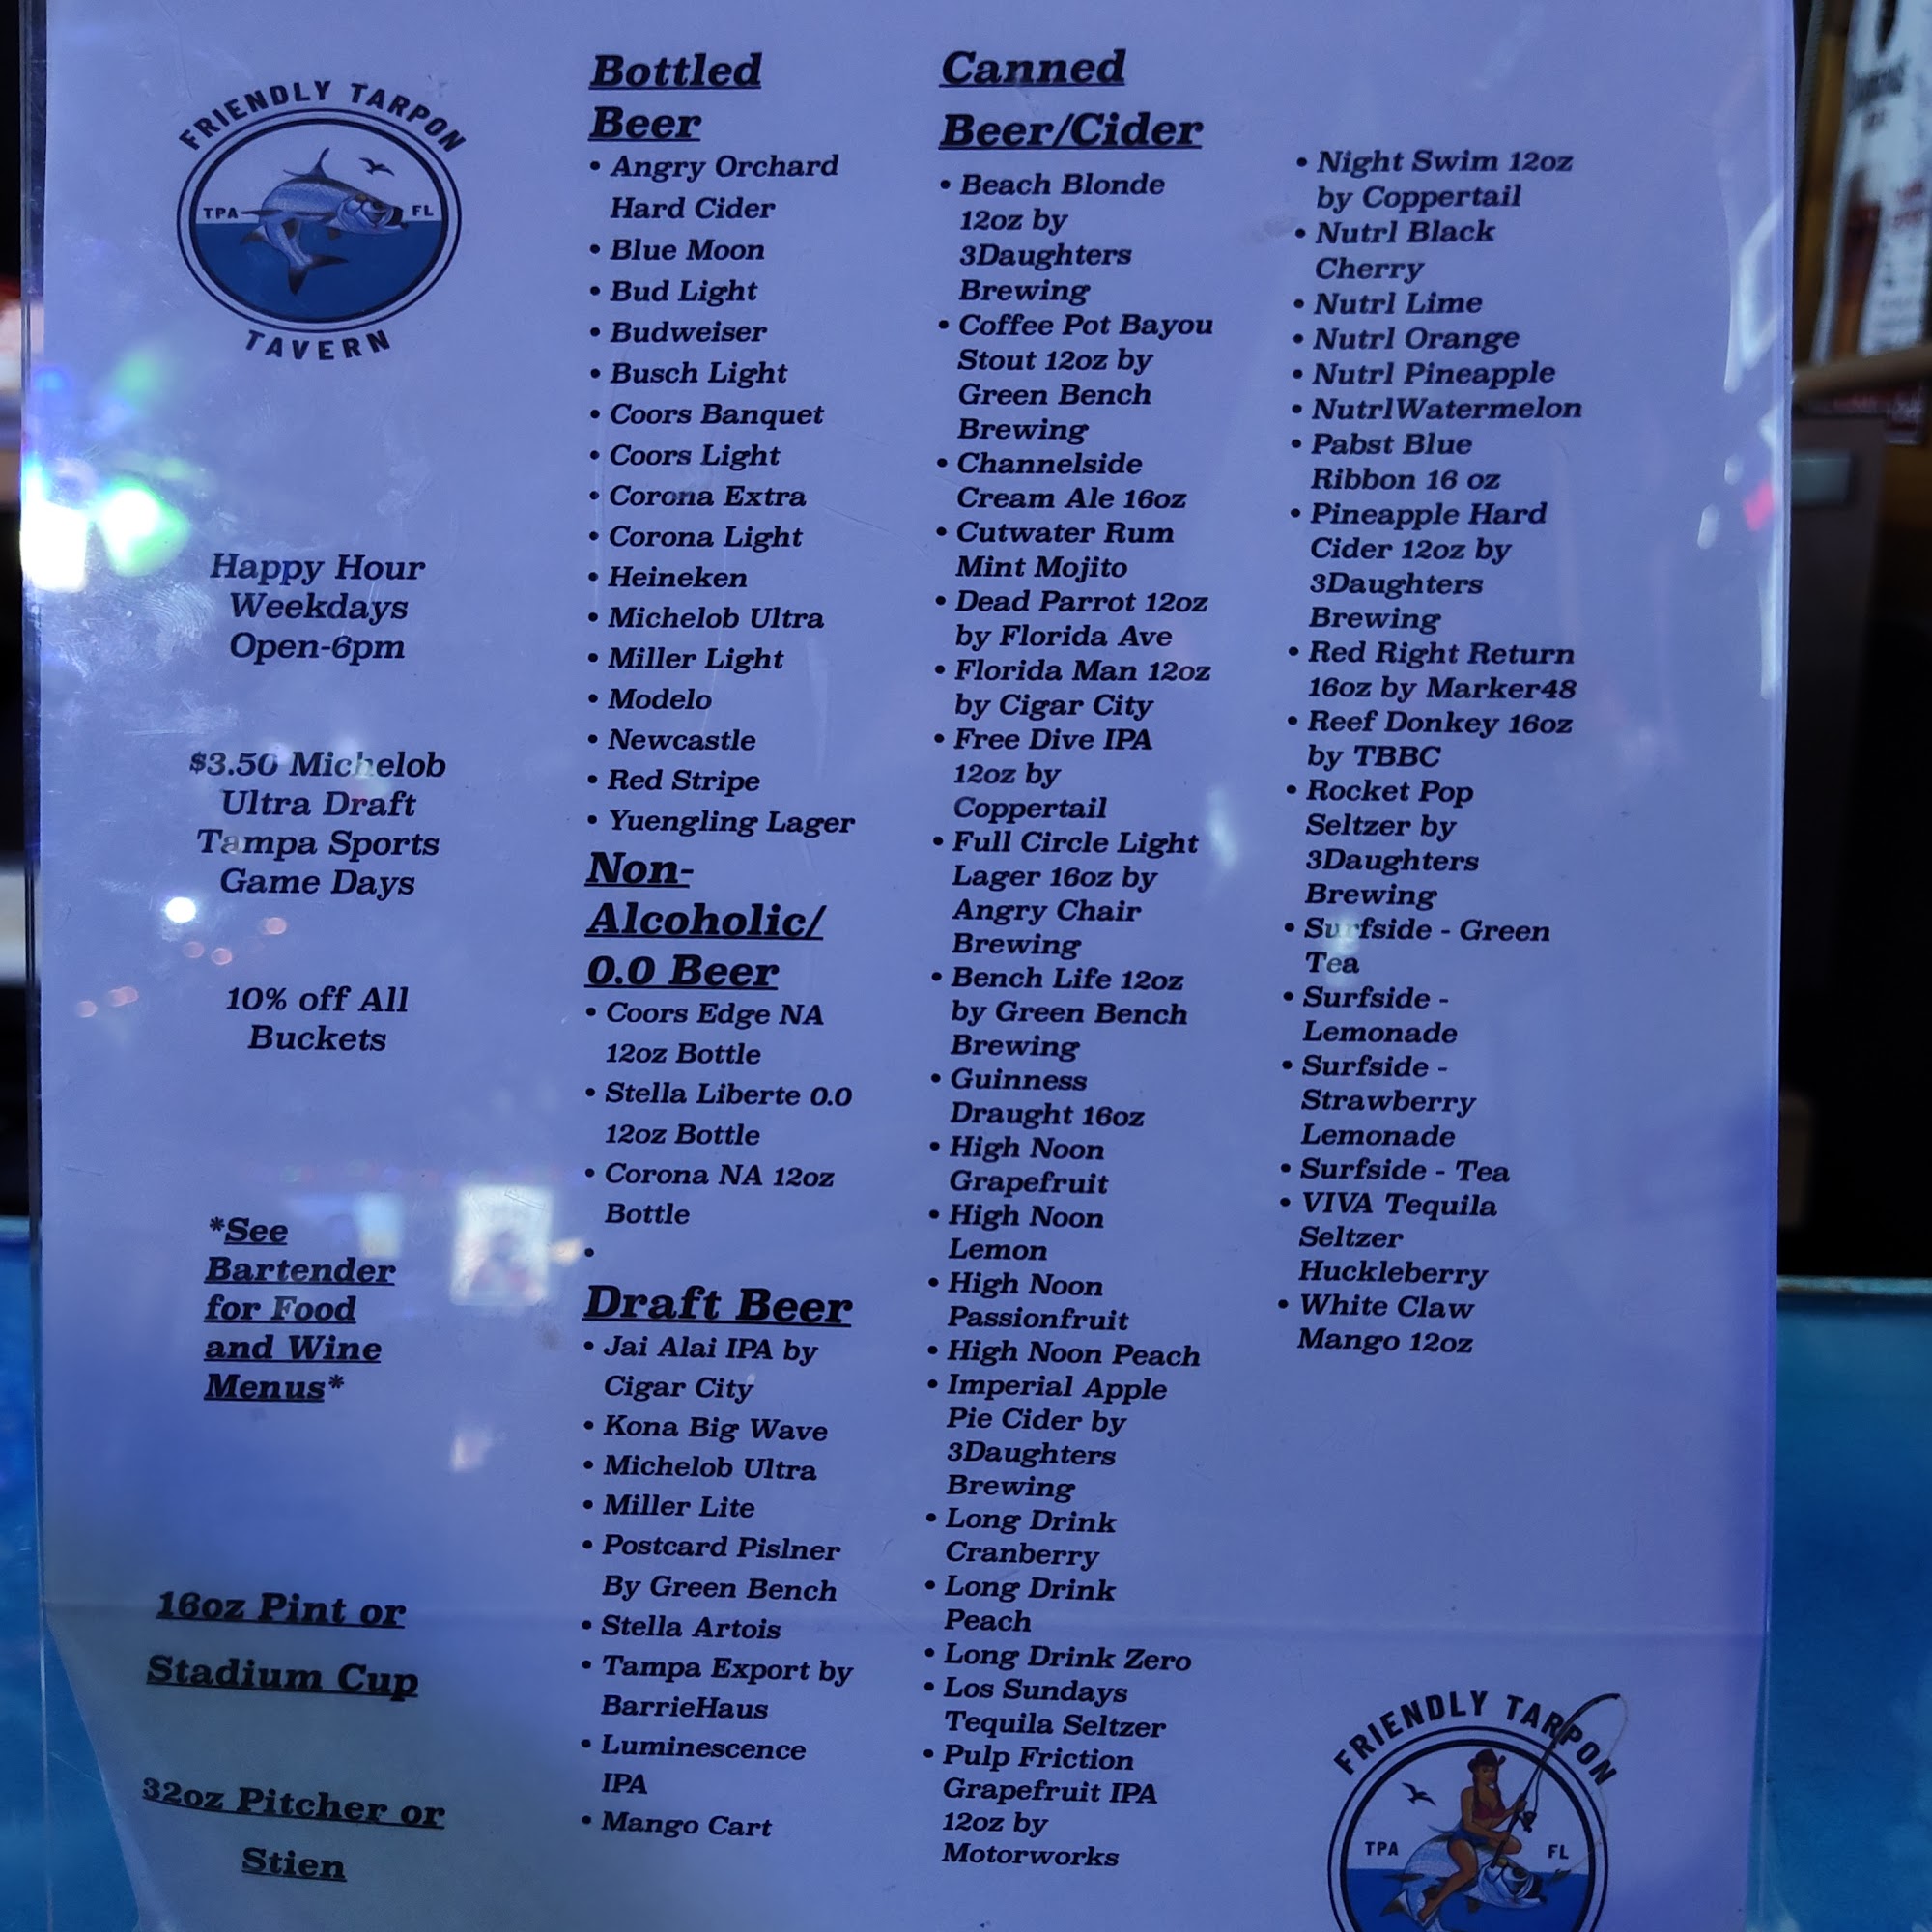 FRIENDLY TARPON
TPA FL
TAVERN
Happy Hour
Weekdays
Open-6pm
$3.50 Michelob
Ultra Draft
Tampa Sports
Game Days
10% off All
Buckets
*See
Bartender
for Food
and Wine
Menus*
16oz Pint or
Stadium Cup
32oz Pitcher or
Stien
Bottled
Beer
• Angry Orchard
Hard Cider
• Blue Moon
• Bud Light
• Budweiser
• Busch Light
• Coors Banquet
• Coors Light
• Corona Extra
• Corona Light
• Heineken
• Michelob Ultra
• Miller Light
• Modelo
• Newcastle
• Red Stripe
• Yuengling Lager
Non-
Alcoholic/
0.0 Beer
• Coors Edge NA
12oz Bottle
• Stella Liberte 0.0
12oz Bottle
• Corona NA 12oz
Bottle
•
Draft Beer
• Jai Alai IPA by
Cigar City
• Kona Big Wave
• Michelob Ultra
• Miller Lite
• Postcard Pislner
By Green Bench
• Stella Artois
• Tampa Export by
BarrieHaus
• Luminescence
IPA
• Mango Cart
Canned
Beer/Cider
• Beach Blonde
12oz by
3Daughters
Brewing
• Coffee Pot Bayou
Stout 12oz by
Green Bench
Brewing
• Channelside
Cream Ale 16oz
• Cutwater Rum
Mint Mojito
• Dead Parrot 12oz
by Florida Ave
• Florida Man 12oz
by Cigar City
• Free Dive IPA
12oz by
Coppertail
• Full Circle Light
Lager 16oz by
Angry Chair
Brewing
• Bench Life 12oz
by Green Bench
Brewing
• Guinness
Draught 16oz
• High Noon
Grapefruit
• High Noon
Lemon
• High Noon
Passionfruit
• High Noon Peach
• Imperial Apple
Pie Cider by
3Daughters
Brewing
• Long Drink
Cranberry
• Long Drink
Peach
• Long Drink Zero
• Los Sundays
Tequila Seltzer
• Pulp Friction
Grapefruit IPA
12oz by
Motorworks
• Night Swim 12oz
by Coppertail
• Nutrl Black
Cherry
• Nutrl Lime
• Nutrl Orange
• Nutrl Pineapple
• NutrlWatermelon
• Pabst Blue
Ribbon 16 oz
• Pineapple Hard
Cider 12oz by
3Daughters
Brewing
• Red Right Return
16oz by Marker48
• Reef Donkey 16oz
by TBBC
• Rocket Pop
Seltzer by
3Daughters
Brewing
• Surfside - Green
Tea
• Surfside -
Lemonade
• Surfside -
Strawberry
Lemonade
• Surfside - Tea
• VIVA Tequila
Seltzer
Huckleberry
• White Claw
Mango 12oz
FRIENDLY TARPON
TPA FL